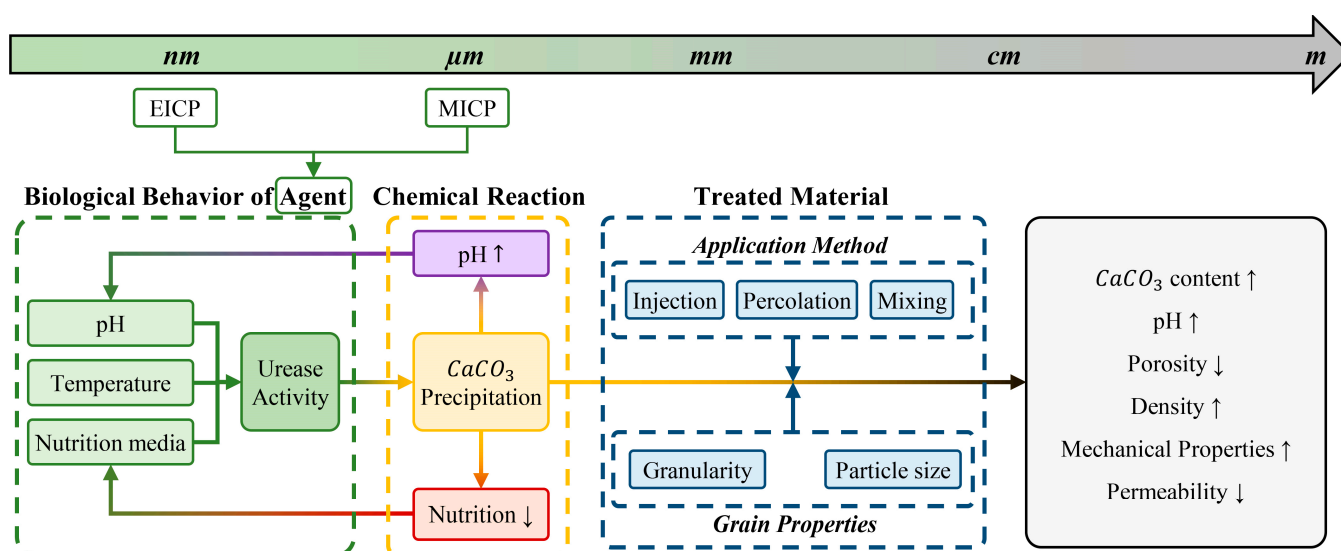 nm µm mm cm m
EICP MICP
Biological Behavior of Agent
Chemical Reaction
Treated Material
pH ↑
pH
Temperature
Nutrition media
Urease
Activity
CaCO₃
Precipitation
Nutrition ↓
Application Method
Injection Percolation Mixing
Granularity Particle size
Grain Properties
CaCO₃ content ↑
pH ↑
Porosity ↓
Density ↑
Mechanical Properties ↑
Permeability ↓